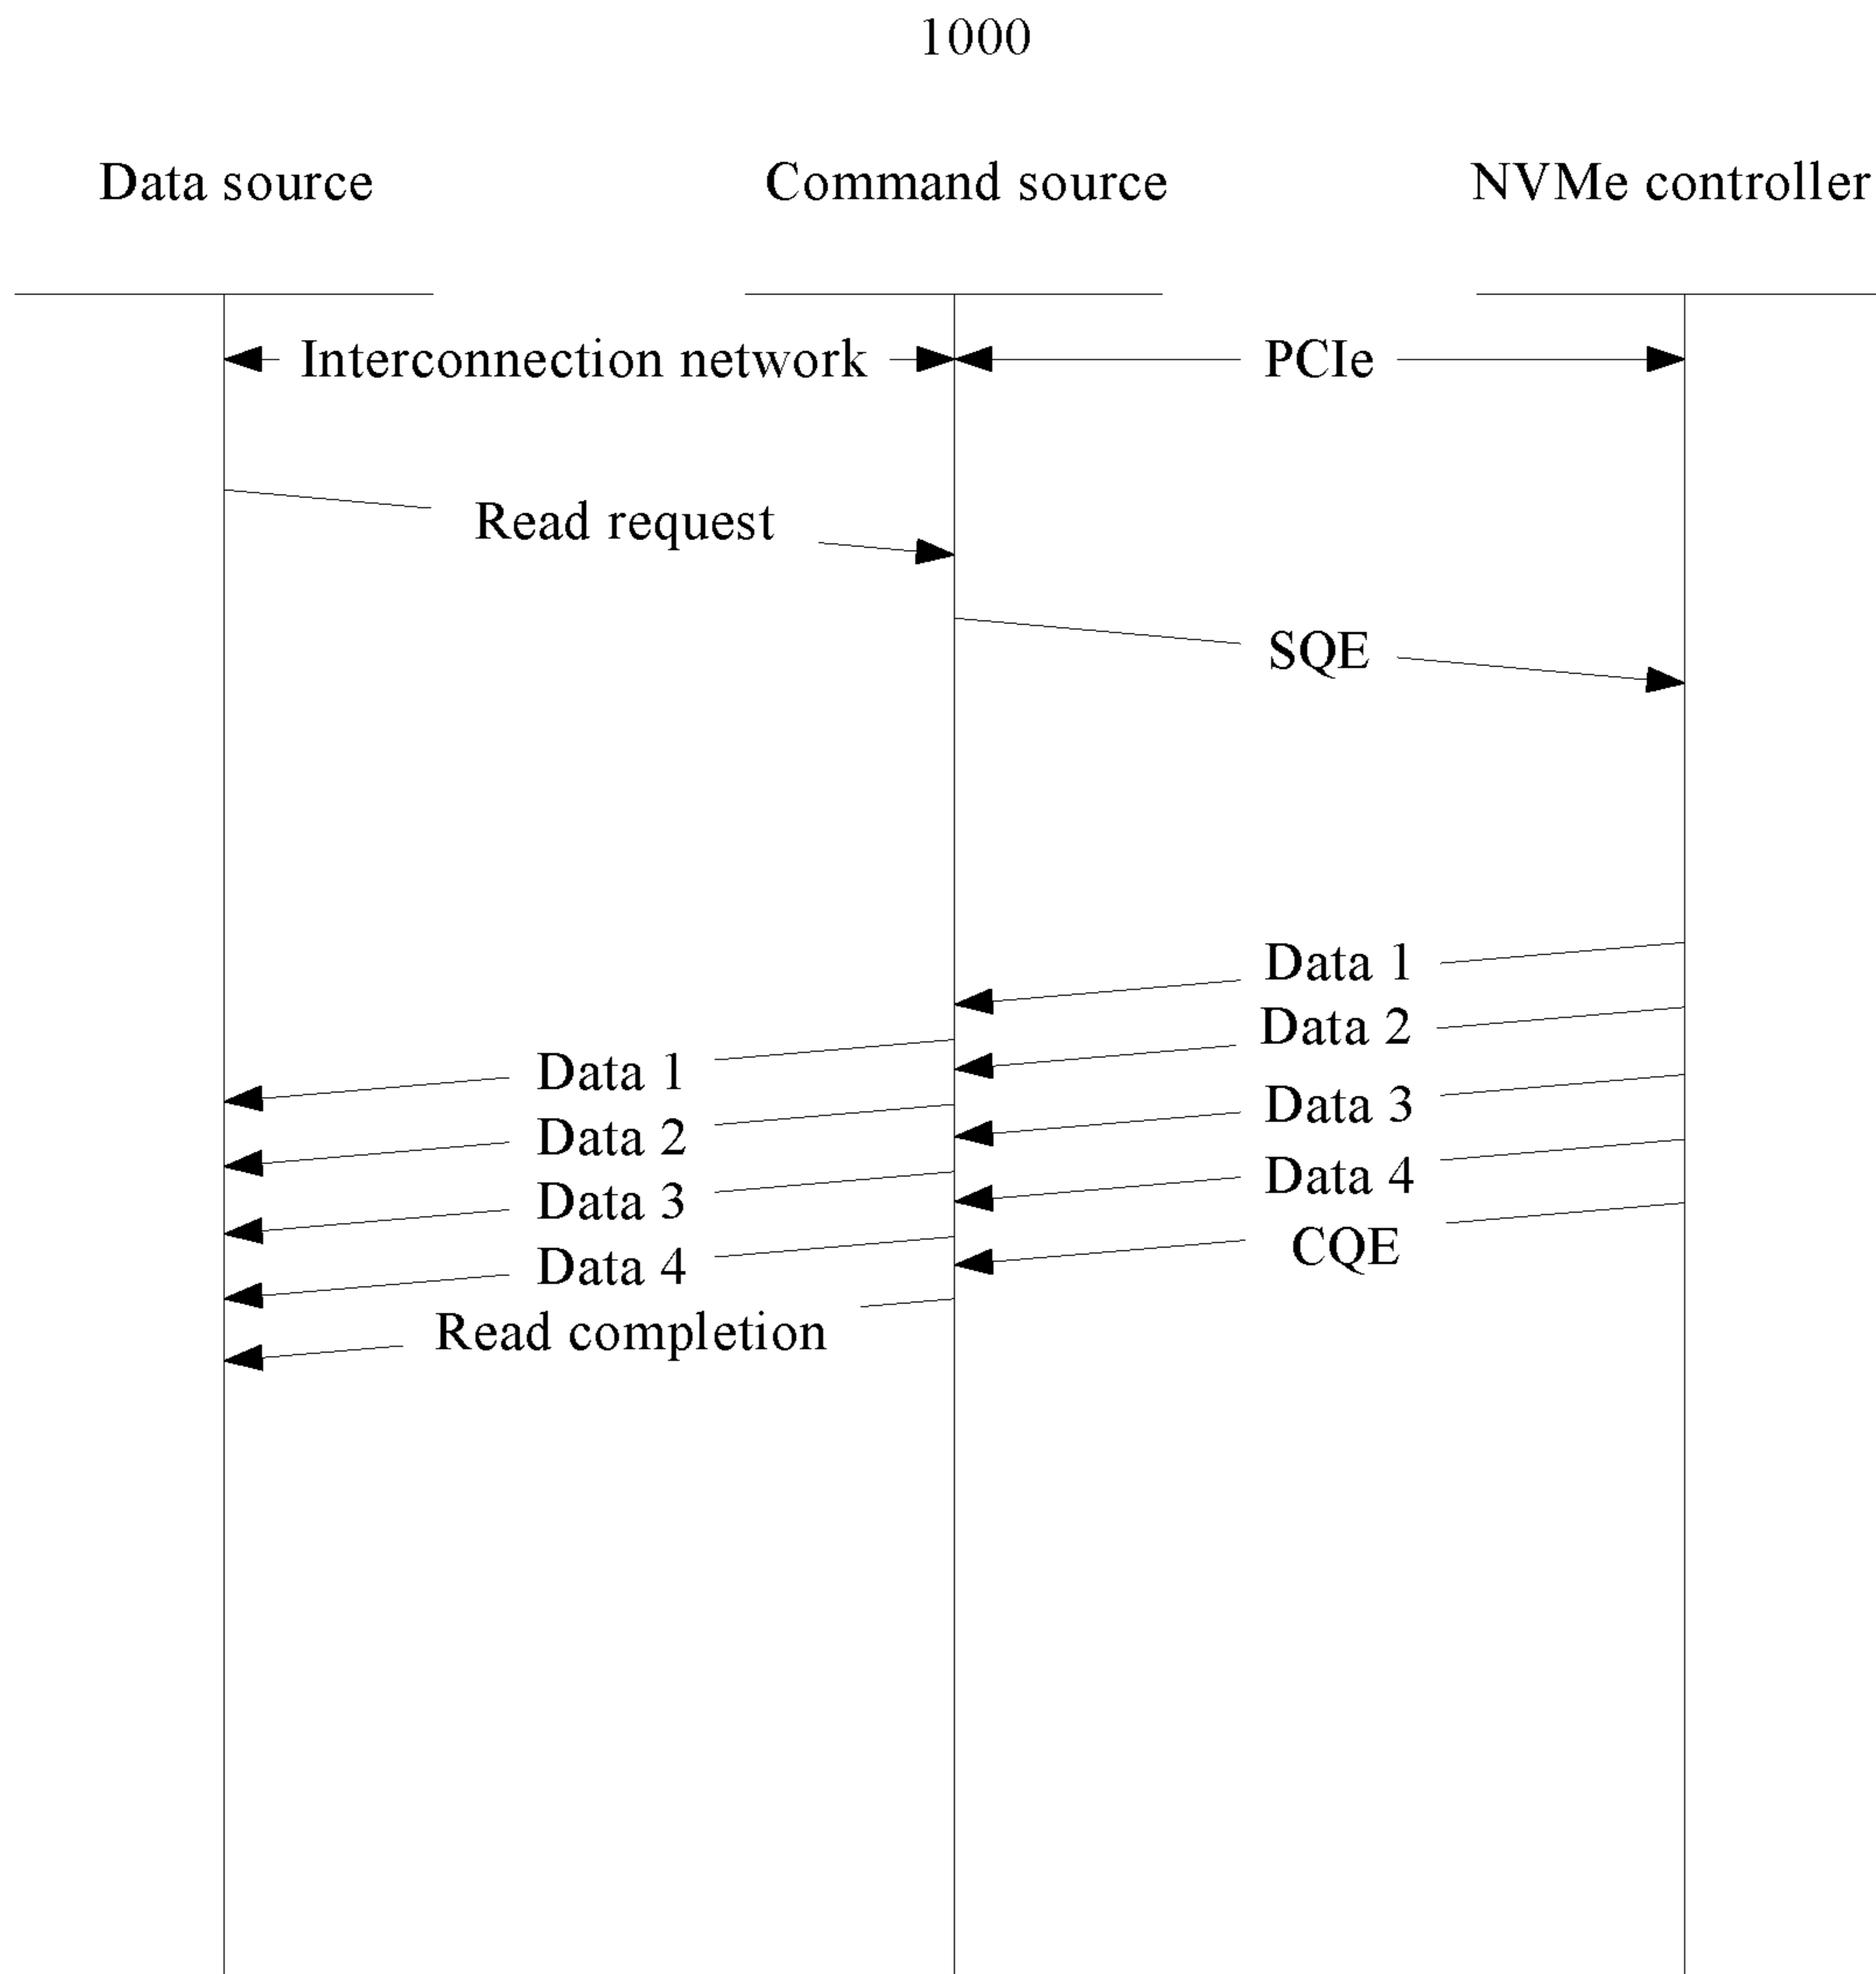 1000
Data source
Command source
NVMe controller
Interconnection network
PCIe
Read request
SQE
Data 1
Data 2
Data 1
Data 3
Data 2
Data 4
Data 3
CQE
Data 4
Read completion